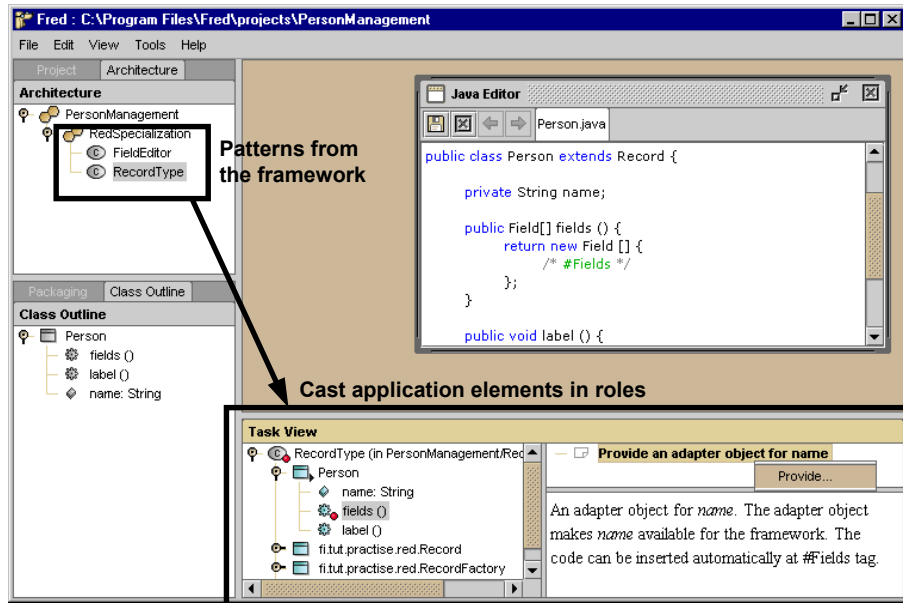 Fred : C:\Program Files\Fred\projects\PersonManagement
File Edit View Tools Help
Project Architecture
Architecture
PersonManagement
RedSpecialization
C FieldEditor
C RecordType
Patterns from
the framework
Java Editor
Person.java
public class Person extends Record {
private String name;
public Field[] fields () {
return new Field [] {
/* #Fields */
};
}
public void label () {
Packaging Class Outline
Class Outline
Person
fields ()
label ()
name: String
Cast application elements in roles
Task View
C RecordType (in PersonManagement/Rec
Person
name: String
fields ()
label ()
fi.tut.practise.red.Record
fi.tut.practise.red.RecordFactory
Provide an adapter object for name
Provide...
An adapter object for name. The adapter object
makes name available for the framework. The
code can be inserted automatically at #Fields tag.